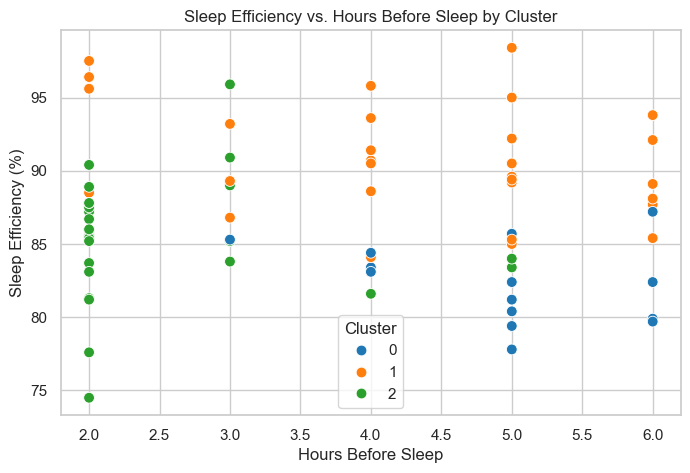 Sleep Efficiency vs. Hours Before Sleep by Cluster
Sleep Efficiency (%)
95
90
85
80
75
Cluster
0
1
2
2.0 2.5 3.0 3.5 4.0 4.5 5.0 5.5 6.0
Hours Before Sleep